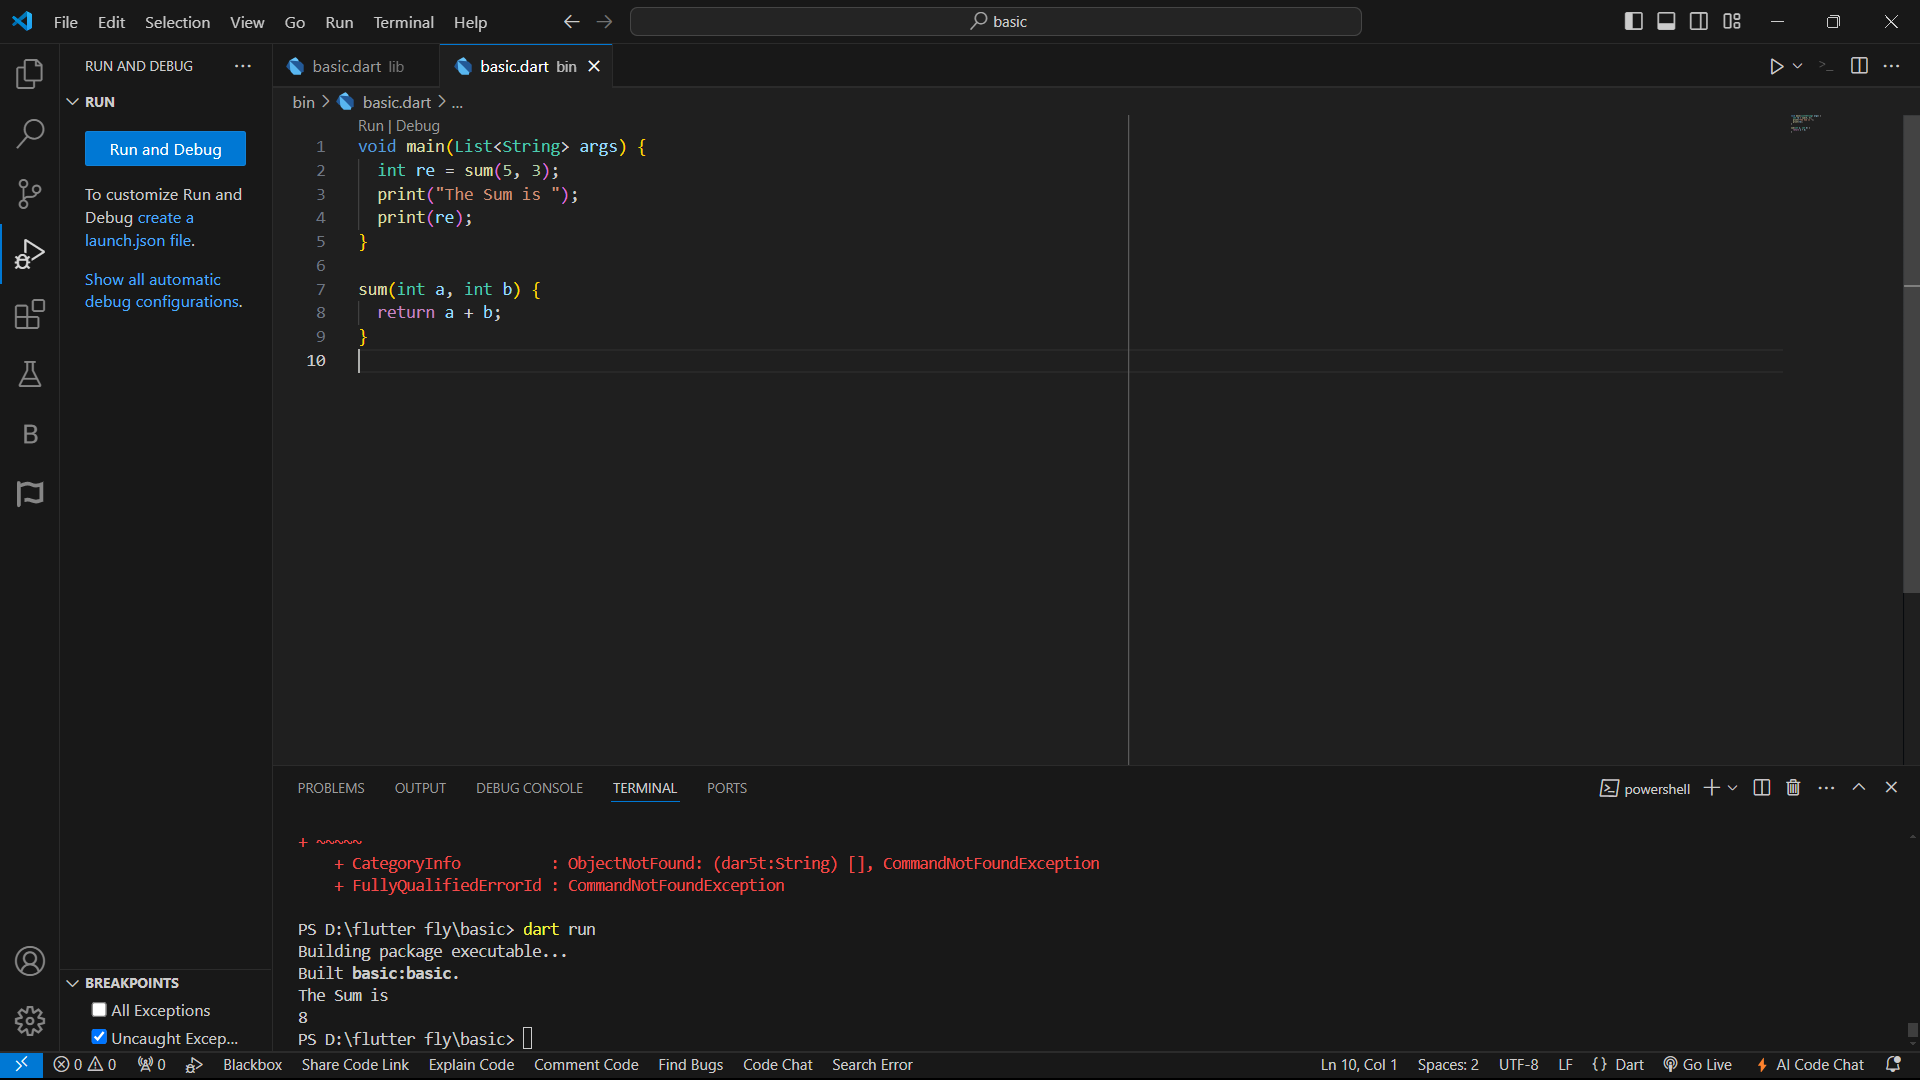 File Edit Selection View Go Run Terminal Help
basic
RUN AND DEBUG
RUN
Run and Debug
To customize Run and
Debug create a
launch.json file.
Show all automatic
debug configurations.
BREAKPOINTS
All Exceptions
Uncaught Excep...
basic.dart lib
basic.dart bin
bin > basic.dart > ...
Run | Debug
1 void main(List<String> args) {
2 int re = sum(5, 3);
3 print("The Sum is ");
4 print(re);
5 }
6
7 sum(int a, int b) {
8 return a + b;
9 }
10
PROBLEMS OUTPUT DEBUG CONSOLE TERMINAL PORTS
powershell
+ ~~~~~
+ CategoryInfo : ObjectNotFound: (dar5t:String) [], CommandNotFoundException
+ FullyQualifiedErrorId : CommandNotFoundException
PS D:\flutter fly\basic> dart run
Building package executable...
Built basic:basic.
The Sum is
8
PS D:\flutter fly\basic>
0 0 0 Blackbox Share Code Link Explain Code Comment Code Find Bugs Code Chat Search Error Ln 10, Col 1 Spaces: 2 UTF-8 LF {} Dart Go Live AI Code Chat